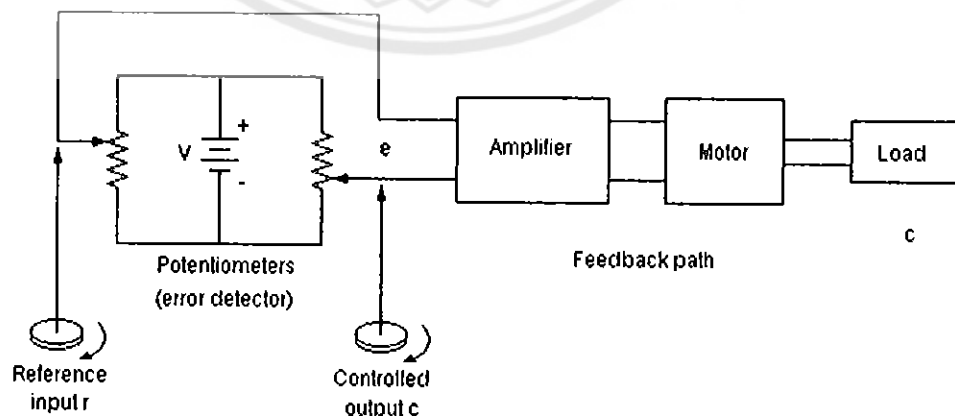 V
+
-
e
Amplifier
Motor
Load
c
Potentiometers
(error detector)
Feedback path
Reference
input r
Controlled
output c